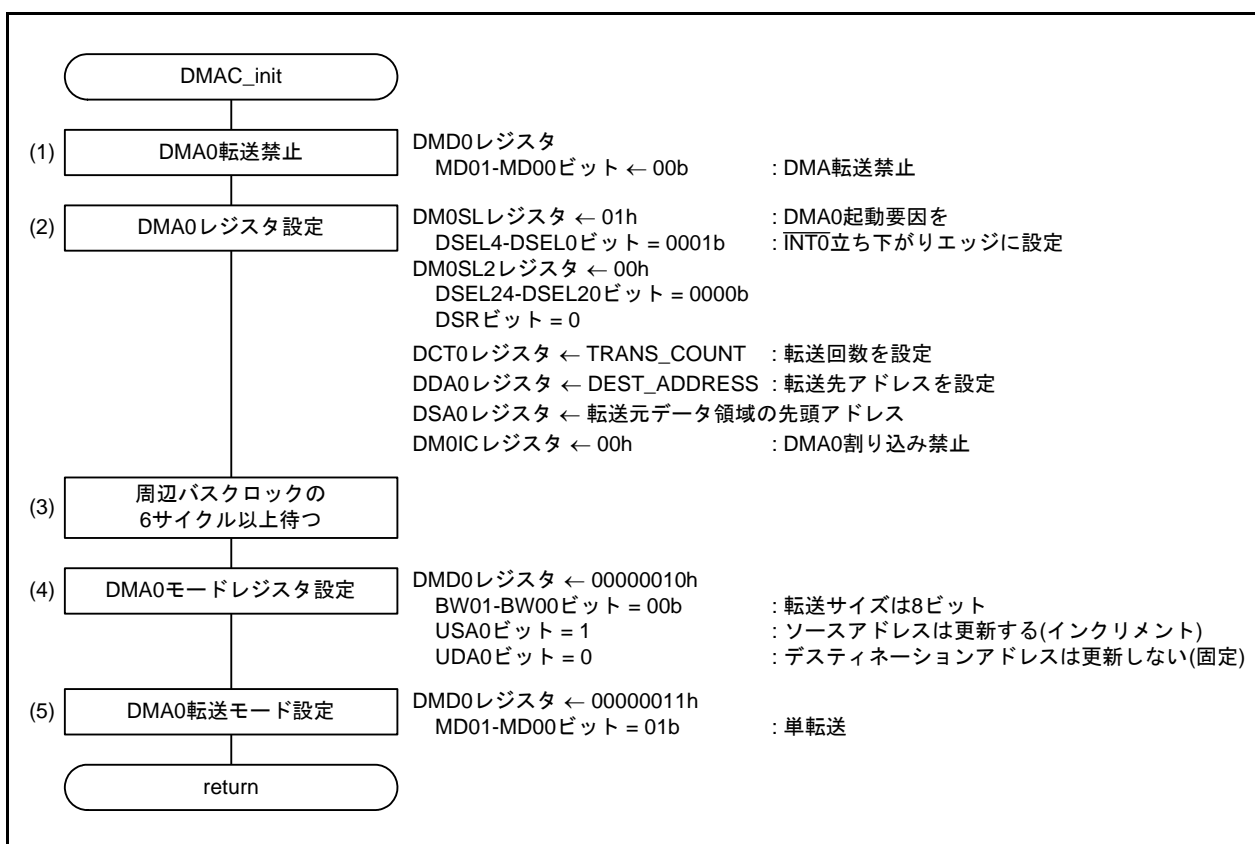 DMAC_init
(1) DMA0転送禁止
DMD0レジスタ
MD01-MD00ビット ← 00b : DMA転送禁止
(2) DMA0レジスタ設定
DM0SLレジスタ ← 01h : DMA0起動要因を
DSEL4-DSEL0ビット = 0001b : INT0立ち下がりエッジに設定
DM0SL2レジスタ ← 00h
DSEL24-DSEL20ビット = 0000b
DSRビット = 0
DCT0レジスタ ← TRANS_COUNT : 転送回数を設定
DDA0レジスタ ← DEST_ADDRESS : 転送先アドレスを設定
DSA0レジスタ ← 転送元データ領域の先頭アドレス
DM0ICレジスタ ← 00h : DMA0割り込み禁止
(3) 周辺バスクロックの
6サイクル以上待つ
(4) DMA0モードレジスタ設定
DMD0レジスタ ← 00000010h
BW01-BW00ビット = 00b : 転送サイズは8ビット
USA0ビット = 1 : ソースアドレスは更新する(インクリメント)
UDA0ビット = 0 : デスティネーションアドレスは更新しない(固定)
(5) DMA0転送モード設定
DMD0レジスタ ← 00000011h
MD01-MD00ビット = 01b : 単転送
return